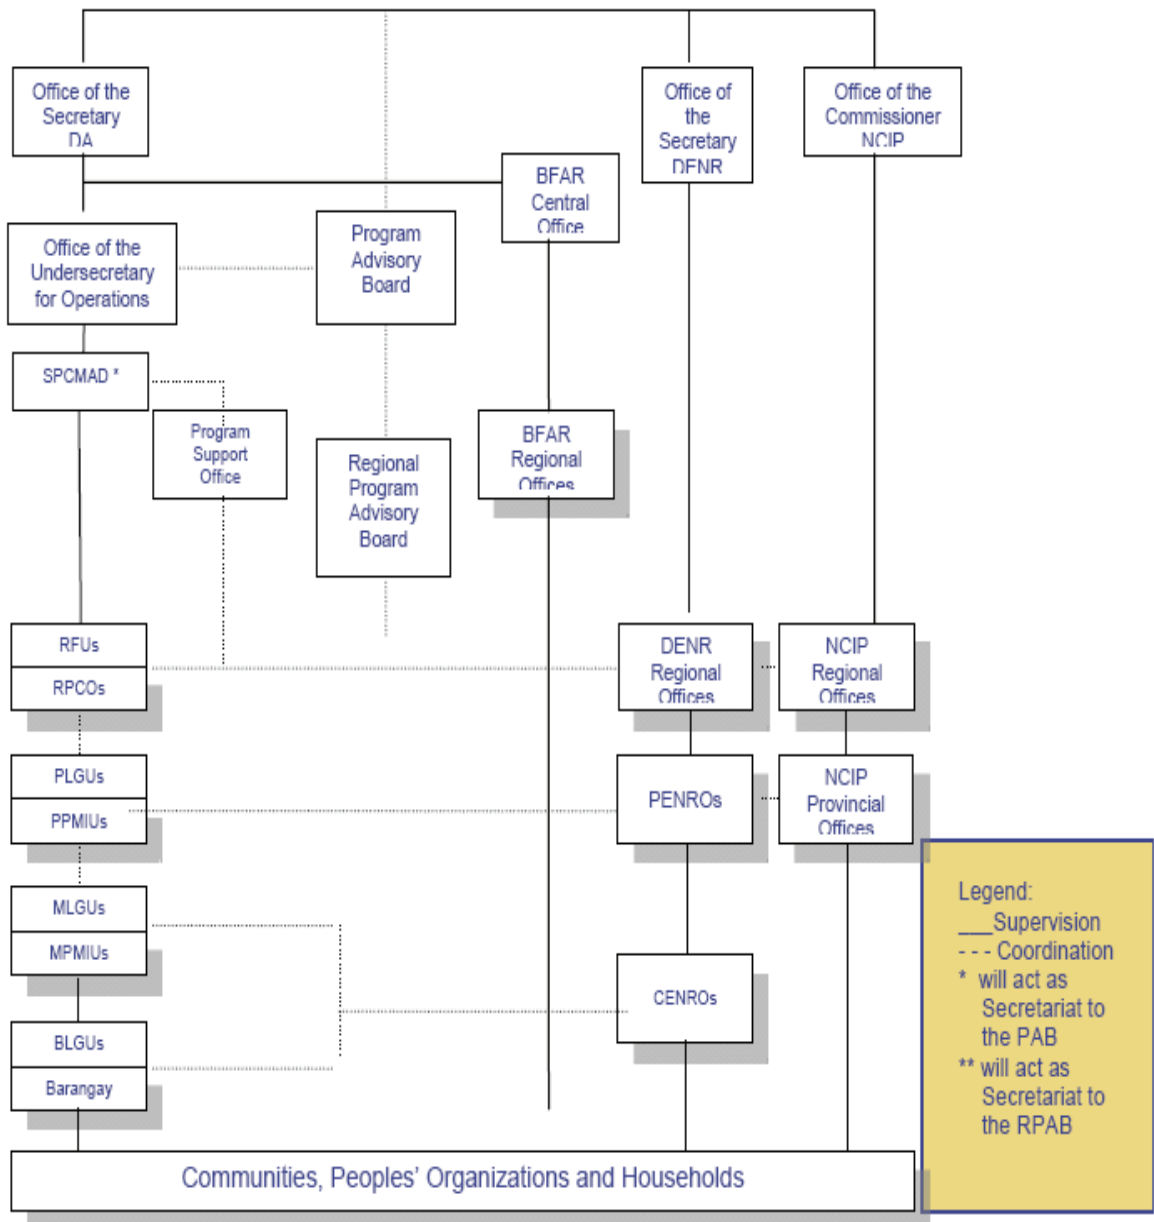 Office of the
Secretary
DA
Office of
the
Secretary
DENR
Office of the
Commissioner
NCIP
BFAR
Central
Office
Office of the
Undersecretary
for Operations
Program
Advisory
Board
SPCMAD *
Program
Support
Office
Regional
Program
Advisory
Board
BFAR
Regional
Offices
RFUs
RPCOs
DENR
Regional
Offices
NCIP
Regional
Offices
PLGUs
PPMIUs
PENROs
NCIP
Provincial
Offices
MLGUs
MPMIUs
CENROs
BLGUs
Barangay
Communities, Peoples' Organizations and Households
Legend:
___Supervision
- - - Coordination
* will act as
Secretariat to
the PAB
** will act as
Secretariat to
the RPAB